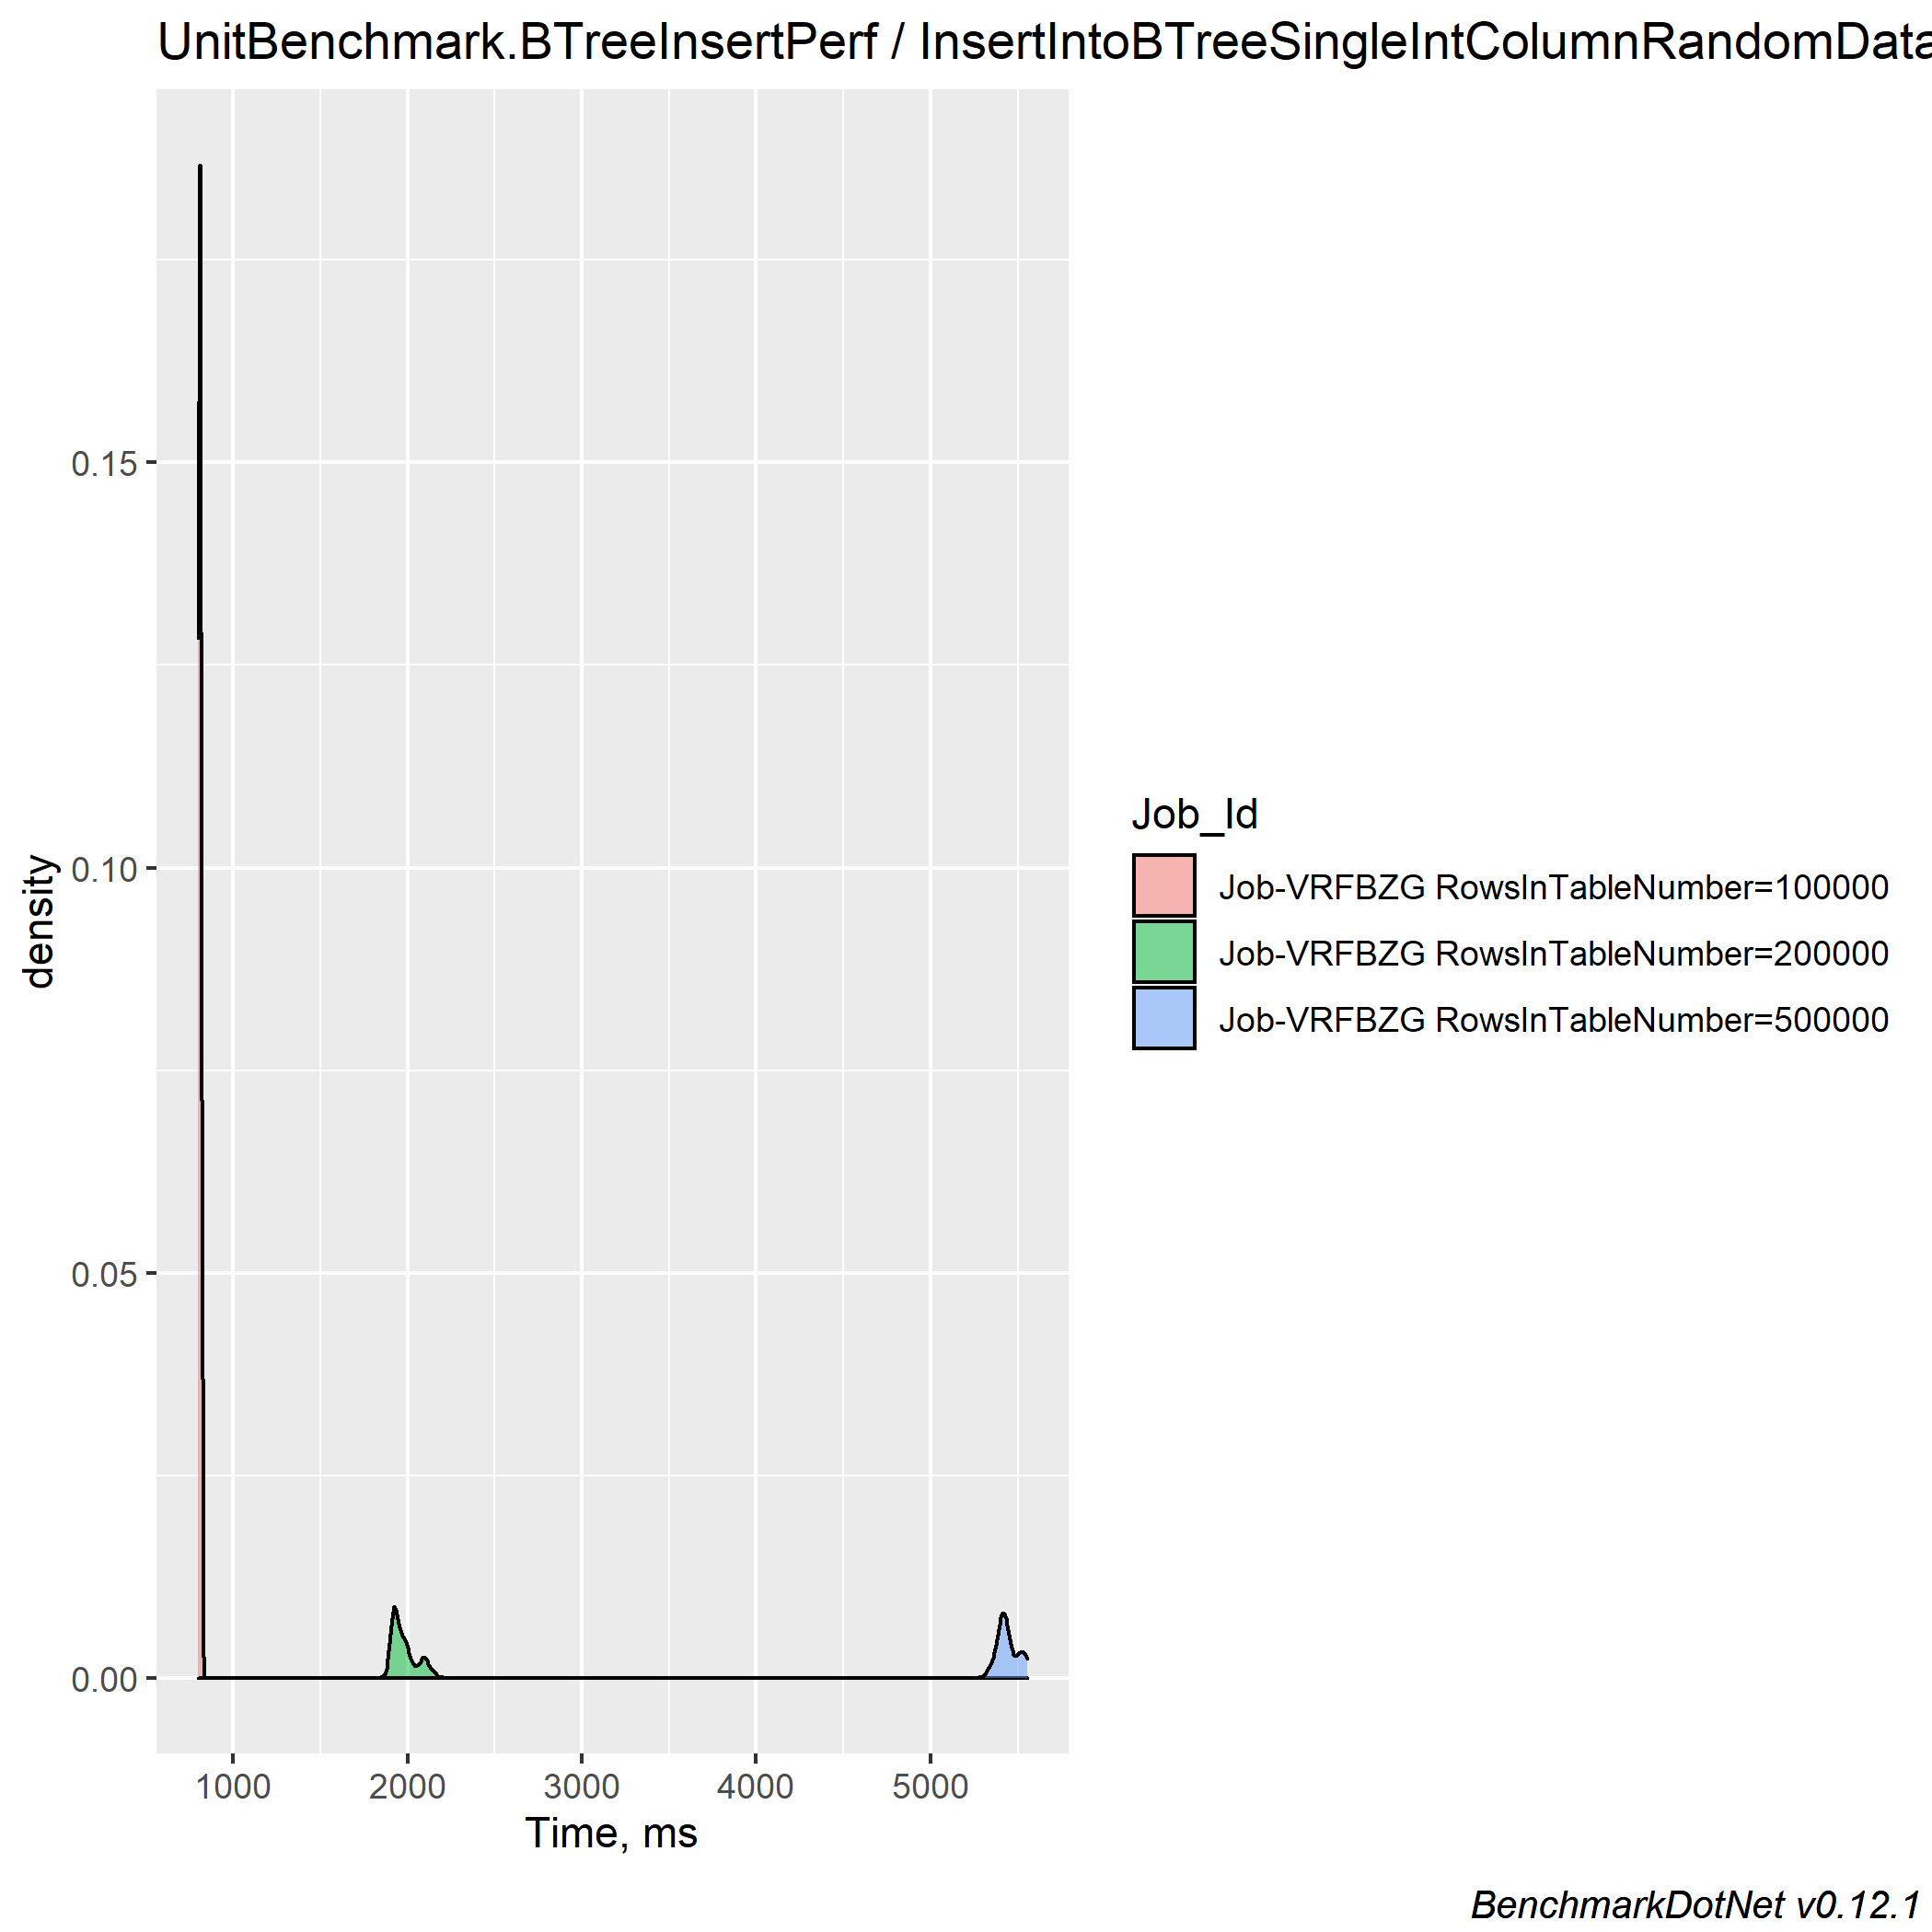 UnitBenchmark.BTreeInsertPerf / InsertIntoBTreeSingleIntColumnRandomData
0.15
0.10
0.05
0.00
density
1000 2000 3000 4000 5000
Time, ms
Job_Id
Job-VRFBZG RowsInTableNumber=100000
Job-VRFBZG RowsInTableNumber=200000
Job-VRFBZG RowsInTableNumber=500000
BenchmarkDotNet v0.12.1